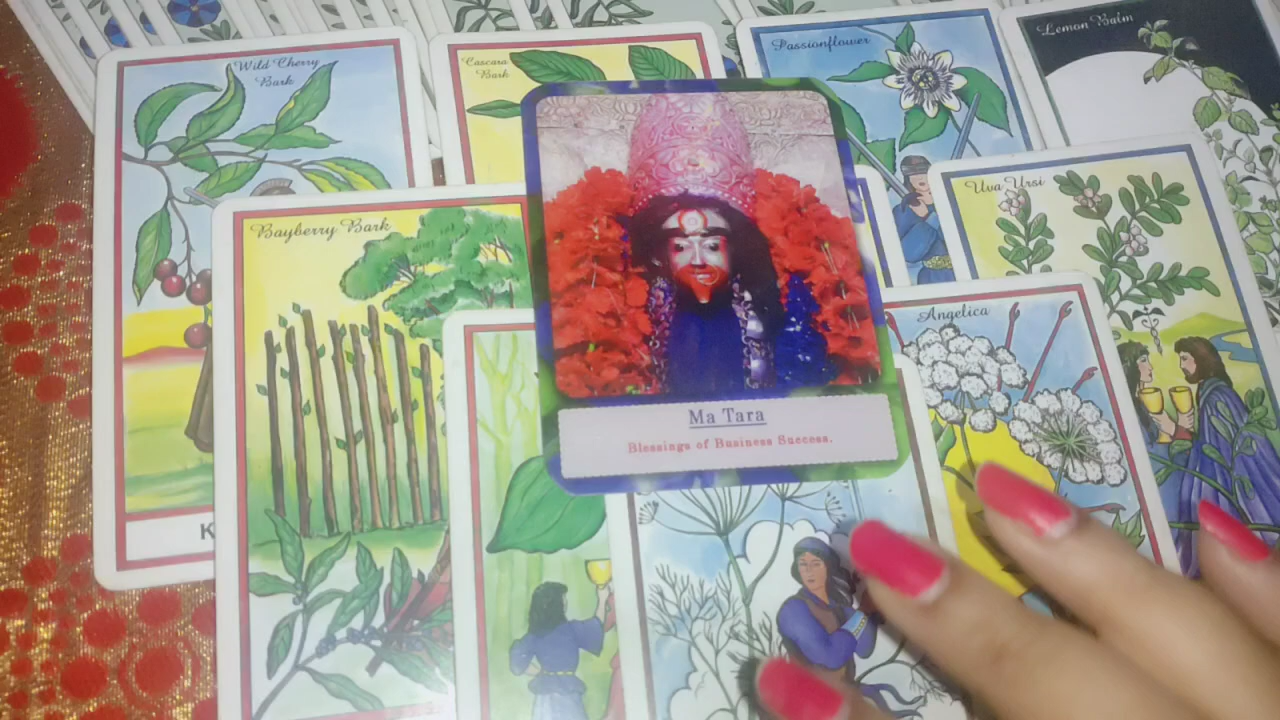 Wild Cherry
Bark
Cascara
Bark
Passionflower
Lemon Balm
Uva Ursi
Bayberry Bark
Angelica
Ma Tara
Blessings of Business Success.
K